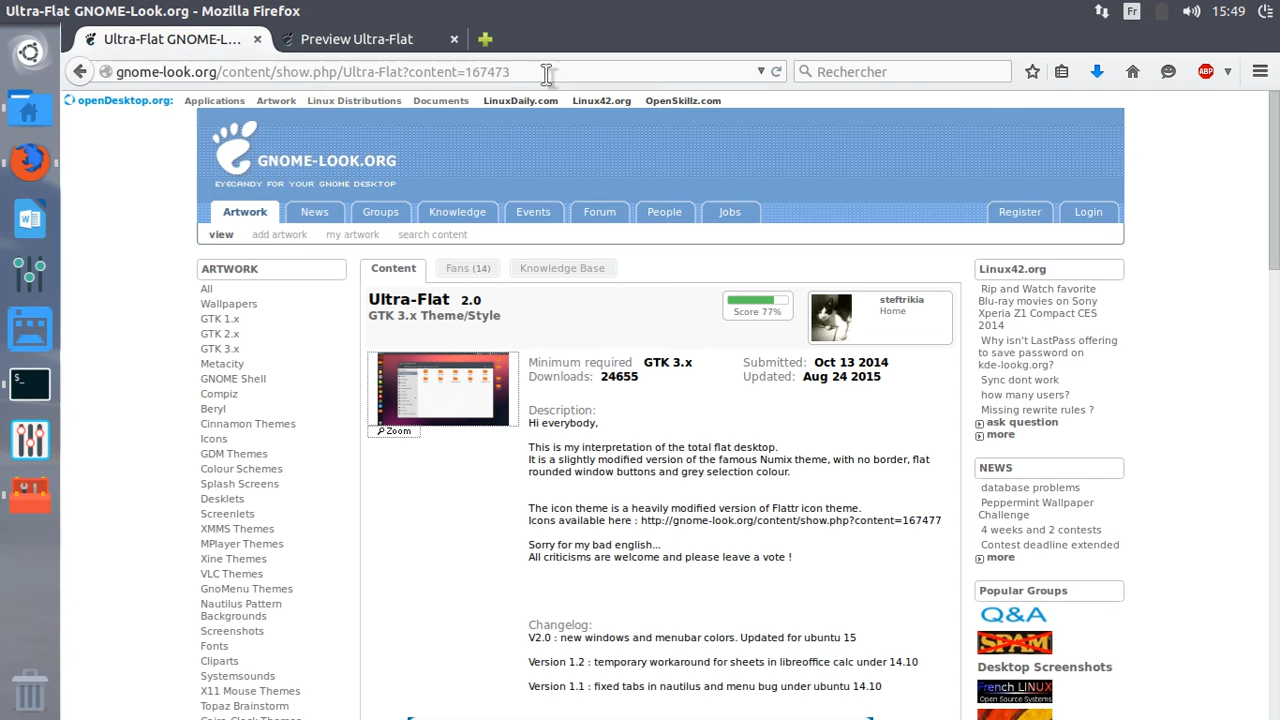 Ultra-Flat GNOME-Look.org - Mozilla Firefox
Fr
15:49
Ultra-Flat GNOME-L...
Preview Ultra-Flat
gnome-look.org/content/show.php/Ultra-Flat?content=167473
Rechercher
ABP
openDesktop.org: Applications Artwork Linux Distributions Documents LinuxDaily.com Linux42.org OpenSkillz.com
GNOME-LOOK.ORG
EYECANDY FOR YOUR GNOME DESKTOP
Artwork News Groups Knowledge Events Forum People Jobs Register Login
view add artwork my artwork search content
ARTWORK
All
Wallpapers
GTK 1.x
GTK 2.x
GTK 3.x
Metacity
GNOME Shell
Compiz
Beryl
Cinnamon Themes
Icons
GDM Themes
Colour Schemes
Splash Screens
Desklets
Screenlets
XMMS Themes
MPlayer Themes
Xine Themes
VLC Themes
GnoMenu Themes
Nautilus Pattern
Backgrounds
Screenshots
Fonts
Cliparts
Systemsounds
X11 Mouse Themes
Topaz Brainstorm
Content Fans (14) Knowledge Base
Ultra-Flat 2.0
GTK 3.x Theme/Style
Score 77%
steftrikia
Home
Zoom
Minimum required GTK 3.x
Submitted: Oct 13 2014
Downloads: 24655
Updated: Aug 24 2015
Description:
Hi everybody,
This is my interpretation of the total flat desktop.
It is a slightly modified version of the famous Numix theme, with no border, flat
rounded window buttons and grey selection colour.
The icon theme is a heavily modified version of Flattr icon theme.
Icons available here : http://gnome-look.org/content/show.php?content=167477
Sorry for my bad english...
All criticisms are welcome and please leave a vote !
Changelog:
V2.0 : new windows and menubar colors. Updated for ubuntu 15
Version 1.2 : temporary workaround for sheets in libreoffice calc under 14.10
Version 1.1 : fixed tabs in nautilus and menu bug under ubuntu 14.10
Linux42.org
Rip and Watch favorite
Blu-ray movies on Sony
Xperia Z1 Compact CES
2014
Why isn't LastPass offering
to save password on
kde-lookg.org?
Sync dont work
how many users?
Missing rewrite rules ?
ask question
more
NEWS
database problems
Peppermint Wallpaper
Challenge
4 weeks and 2 contests
Contest deadline extended
more
Popular Groups
Q&A
SPAM
Desktop Screenshots
French LINUX
Open Source Systems